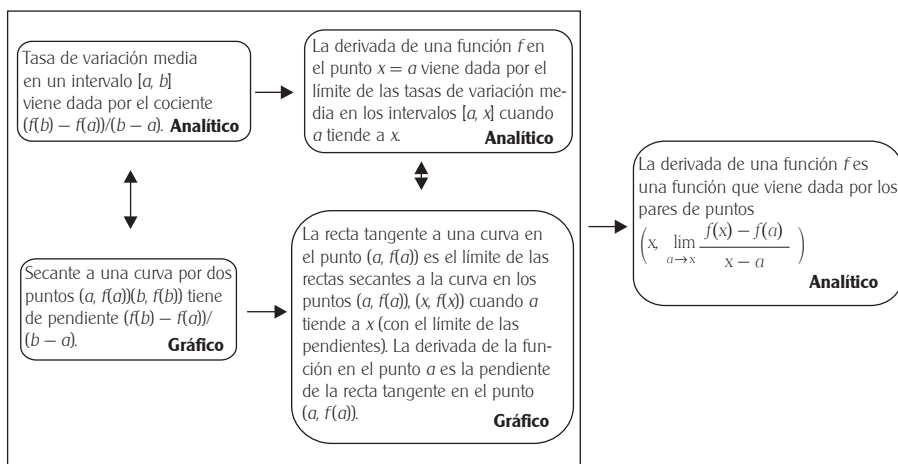 Tasa de variación media
en un intervalo [a, b]
viene dada por el cociente
(f(b) – f(a))/(b – a). Analítico
La derivada de una función f en
el punto x = a viene dada por el
límite de las tasas de variación me-
dia en los intervalos [a, x] cuando
a tiende a x.
Analítico
Secante a una curva por dos
puntos (a, f(a))(b, f(b)) tiene
de pendiente (f(b) – f(a))/
(b – a).
Gráfico
La recta tangente a una curva en
el punto (a, f(a)) es el límite de las
rectas secantes a la curva en los
puntos (a, f(a)), (x, f(x)) cuando a
tiende a x (con el límite de las
pendientes). La derivada de la fun-
ción en el punto a es la pendiente
de la recta tangente en el punto
(a, f(a)).
Gráfico
La derivada de una función f es
una función que viene dada por los
pares de puntos
(x, lim a→x (f(x) – f(a))/(x – a))
Analítico